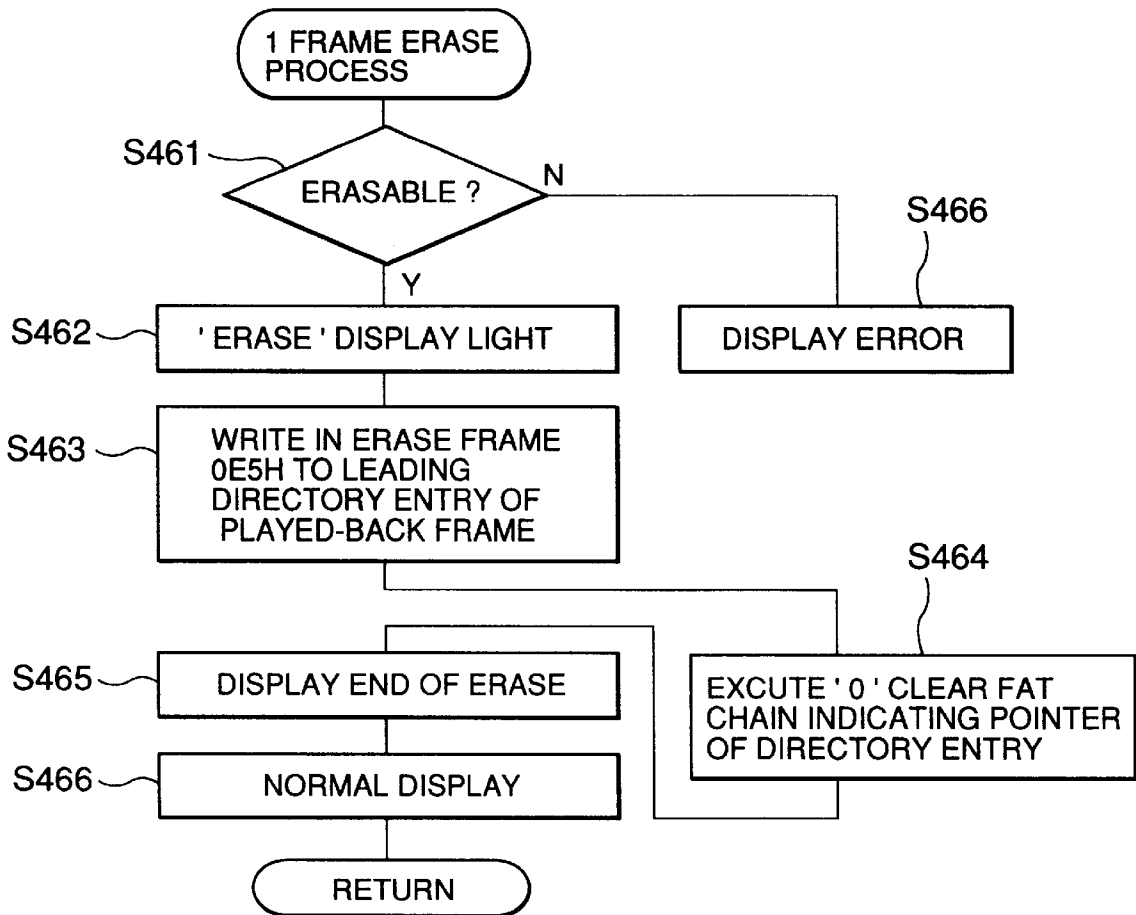 1 FRAME ERASE
PROCESS
S461
ERASABLE ?
N
Y
S466
S462
' ERASE ' DISPLAY LIGHT
DISPLAY ERROR
S463
WRITE IN ERASE FRAME
0E5H TO LEADING
DIRECTORY ENTRY OF
PLAYED-BACK FRAME
S464
EXCUTE ' 0 ' CLEAR FAT
CHAIN INDICATING POINTER
OF DIRECTORY ENTRY
S465
DISPLAY END OF ERASE
S466
NORMAL DISPLAY
RETURN